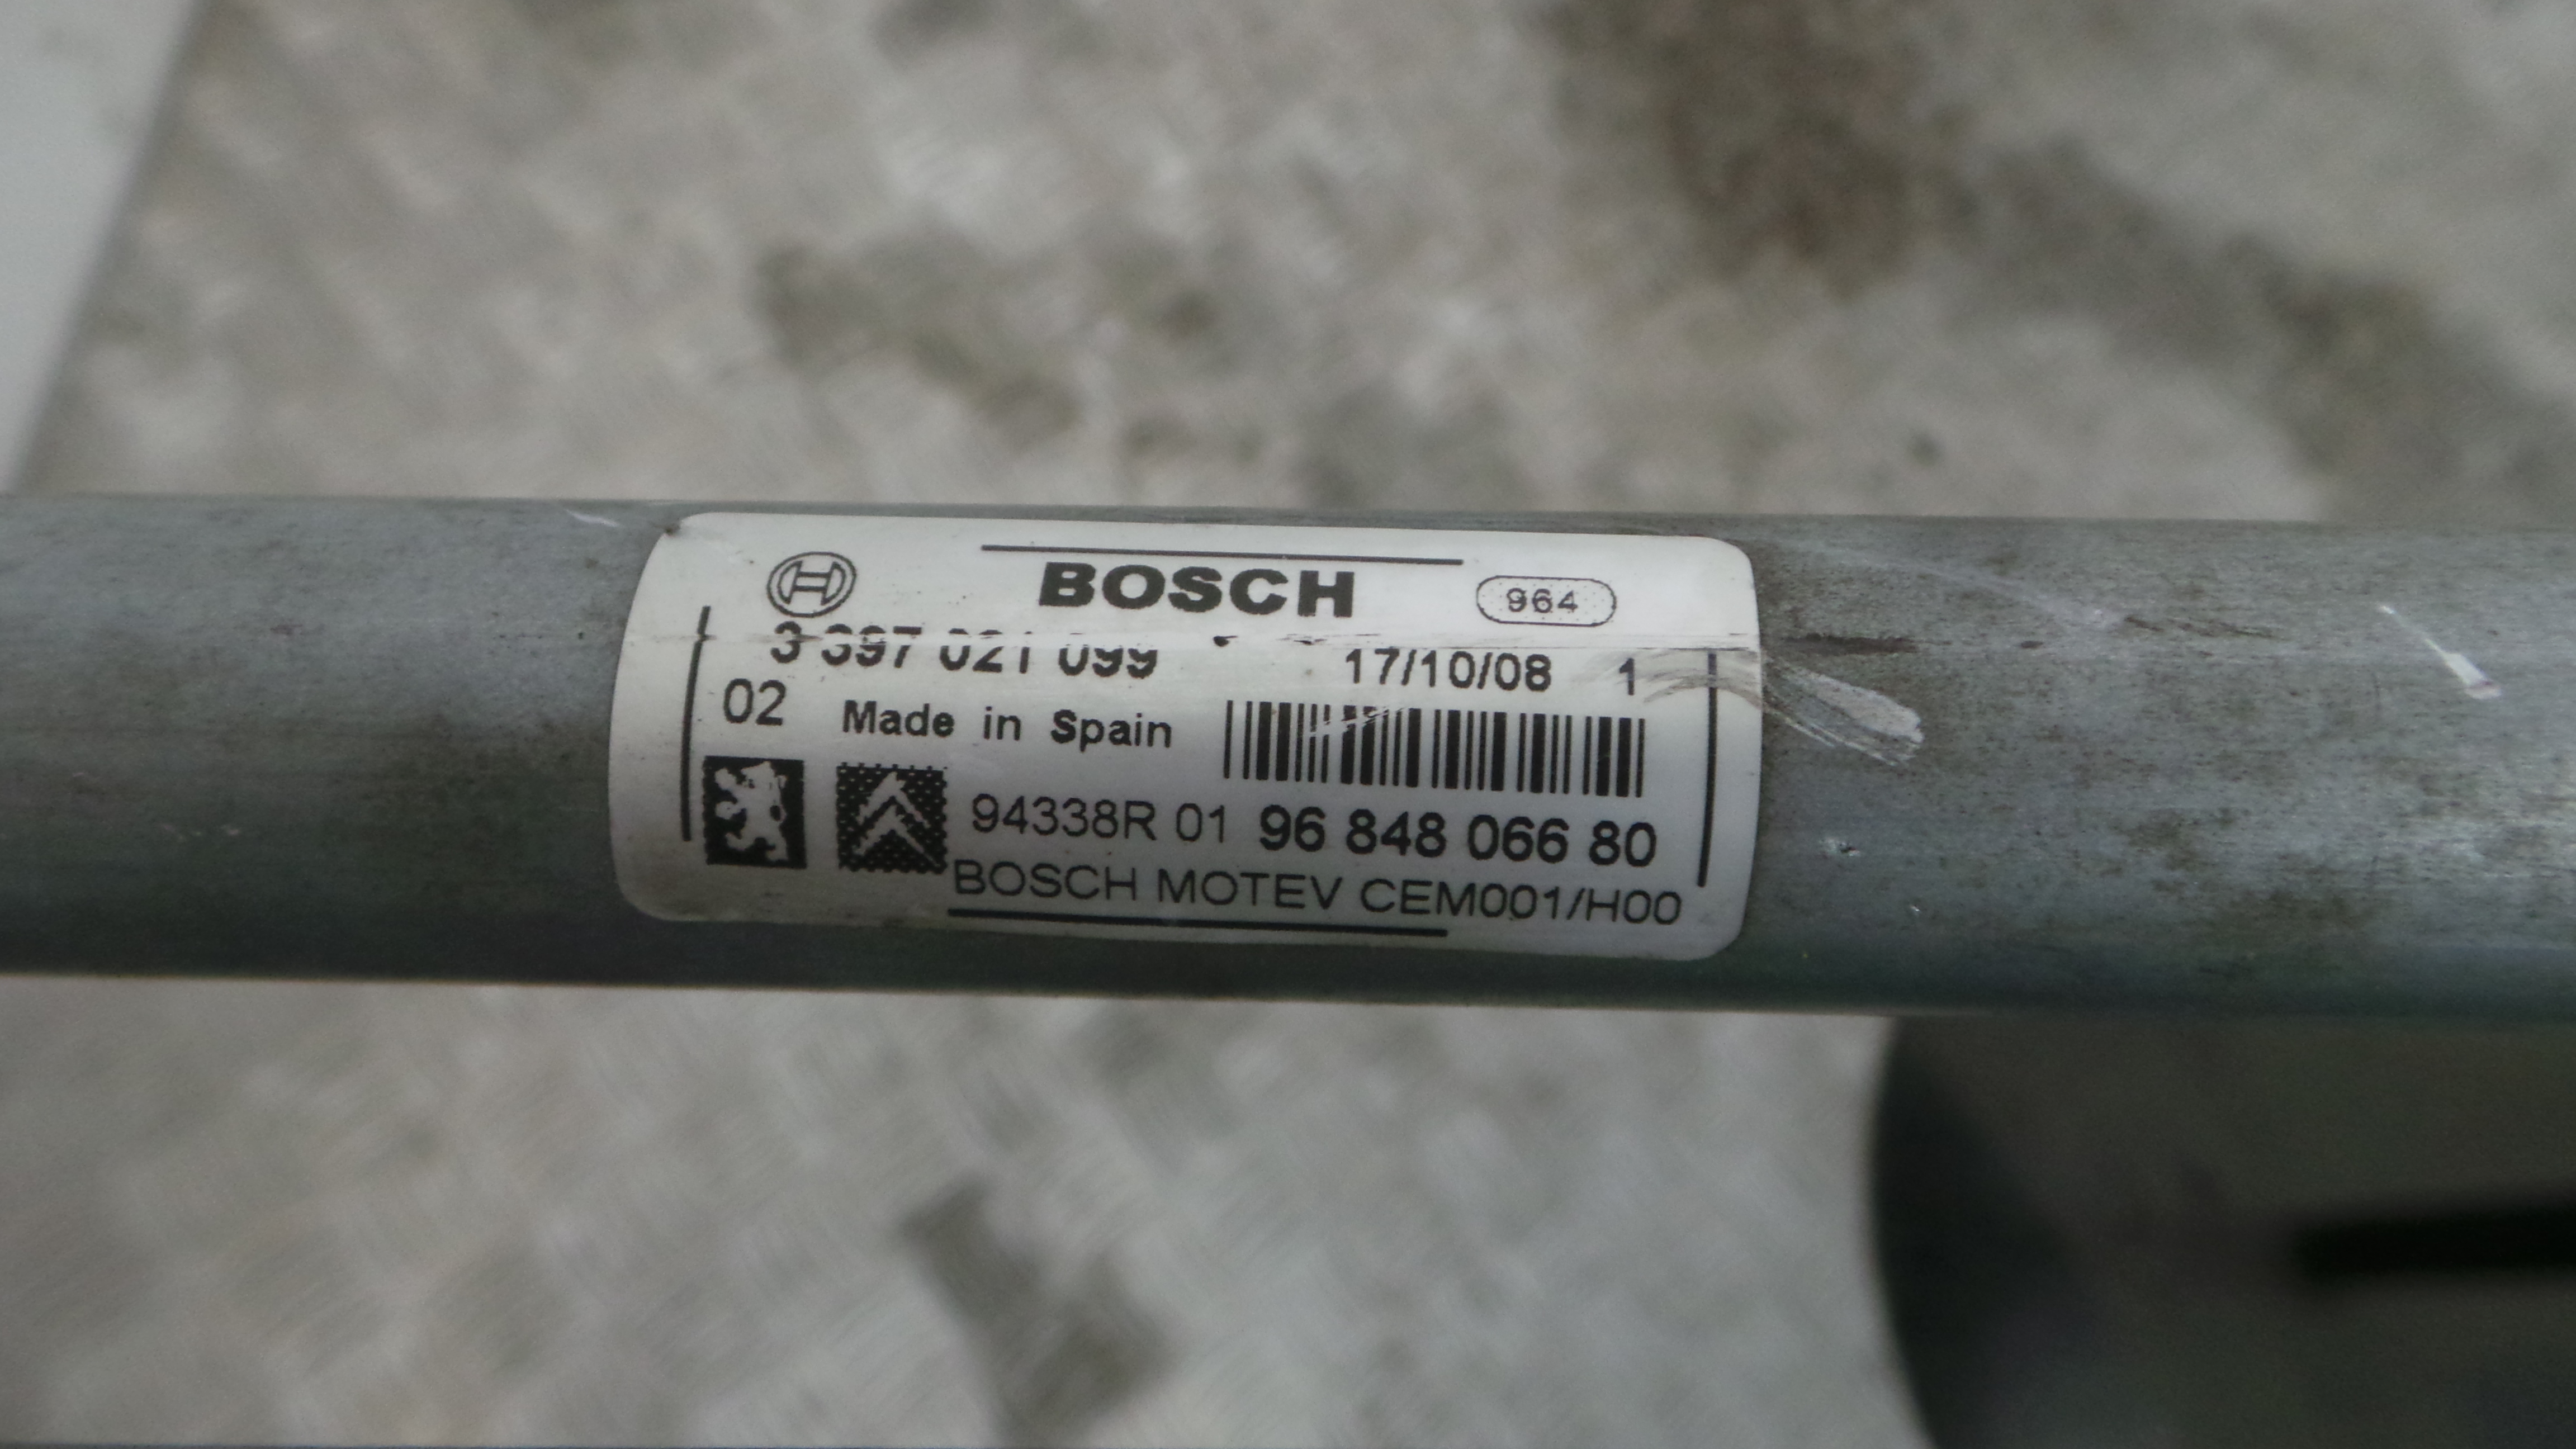 BOSCH 964
3 397 021 099 17/10/08 1
02 Made in Spain
94338R 01 96 848 066 80
BOSCH MOTEV CEM001/H00